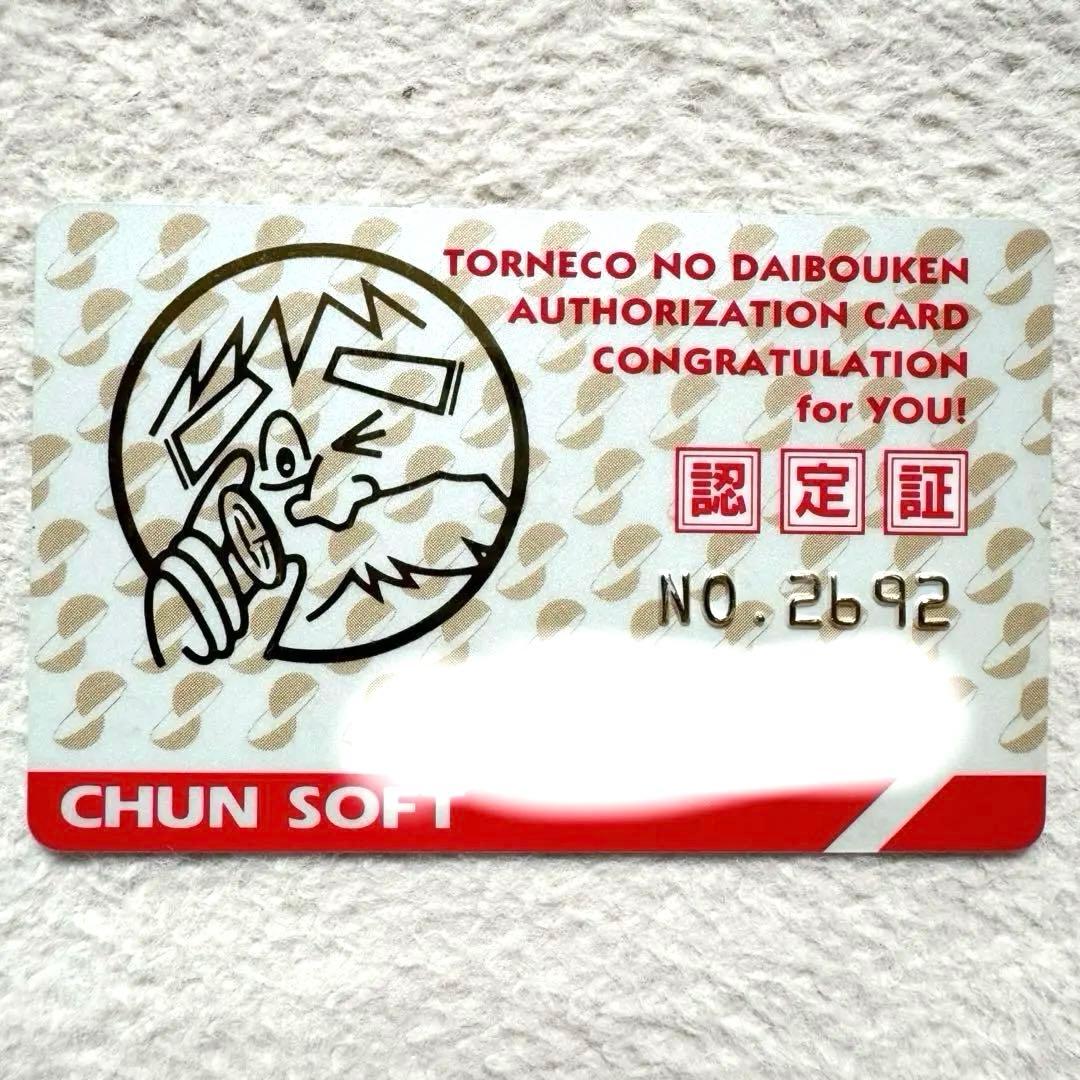 TORNECO NO DAIBOUKEN
AUTHORIZATION CARD
CONGRATULATION
for YOU!
認定証
NO.2692
CHUN SOFT